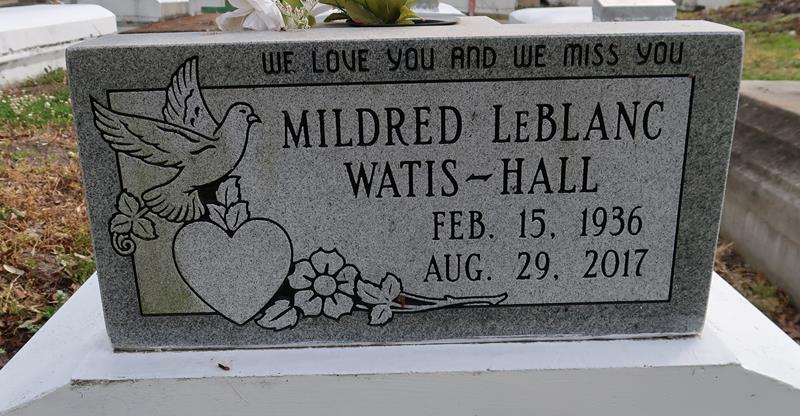 WE LOVE YOU AND WE MISS YOU
MILDRED LEBLANC
WATIS~HALL
FEB. 15, 1936
AUG. 29, 2017